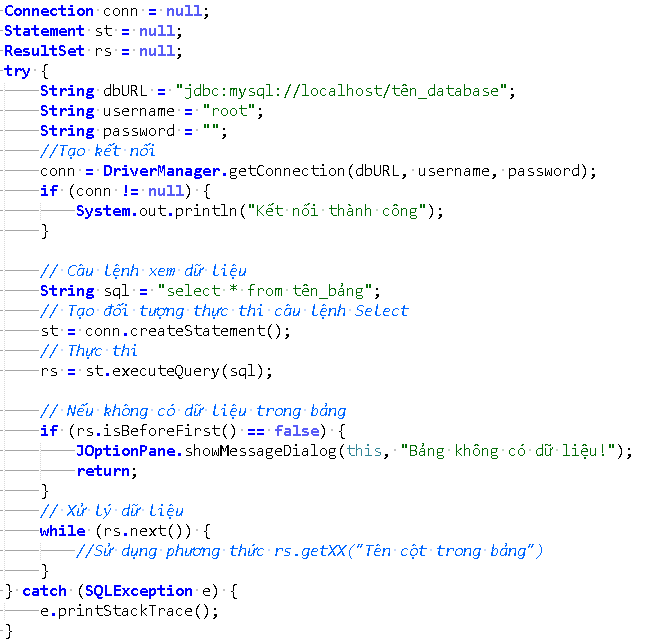 Connection conn = null;
Statement st = null;
ResultSet rs = null;
try {
String dbURL = "jdbc:mysql://localhost/tên_database";
String username = "root";
String password = "";
//Tạo kết nối
conn = DriverManager.getConnection(dbURL, username, password);
if (conn != null) {
System.out.println("Kết nối thành công");
}
// Câu lệnh xem dữ liệu
String sql = "select * from tên_bảng";
// Tạo đối tượng thực thi câu lệnh Select
st = conn.createStatement();
// Thực thi
rs = st.executeQuery(sql);
// Nếu không có dữ liệu trong bảng
if (rs.isBeforeFirst() == false) {
JOptionPane.showMessageDialog(this, "Bảng không có dữ liệu!");
return;
}
// Xử lý dữ liệu
while (rs.next()) {
//Sử dụng phương thức rs.getXX("Tên cột trong bảng")
}
} catch (SQLException e) {
e.printStackTrace();
}